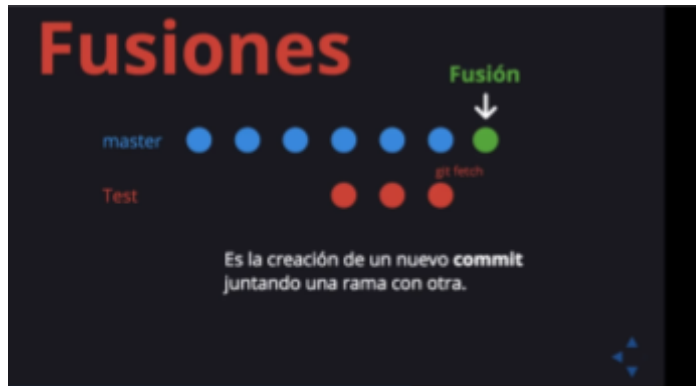 Fusiones
Fusión
master
git fetch
Test
Es la creación de un nuevo commit
juntando una rama con otra.